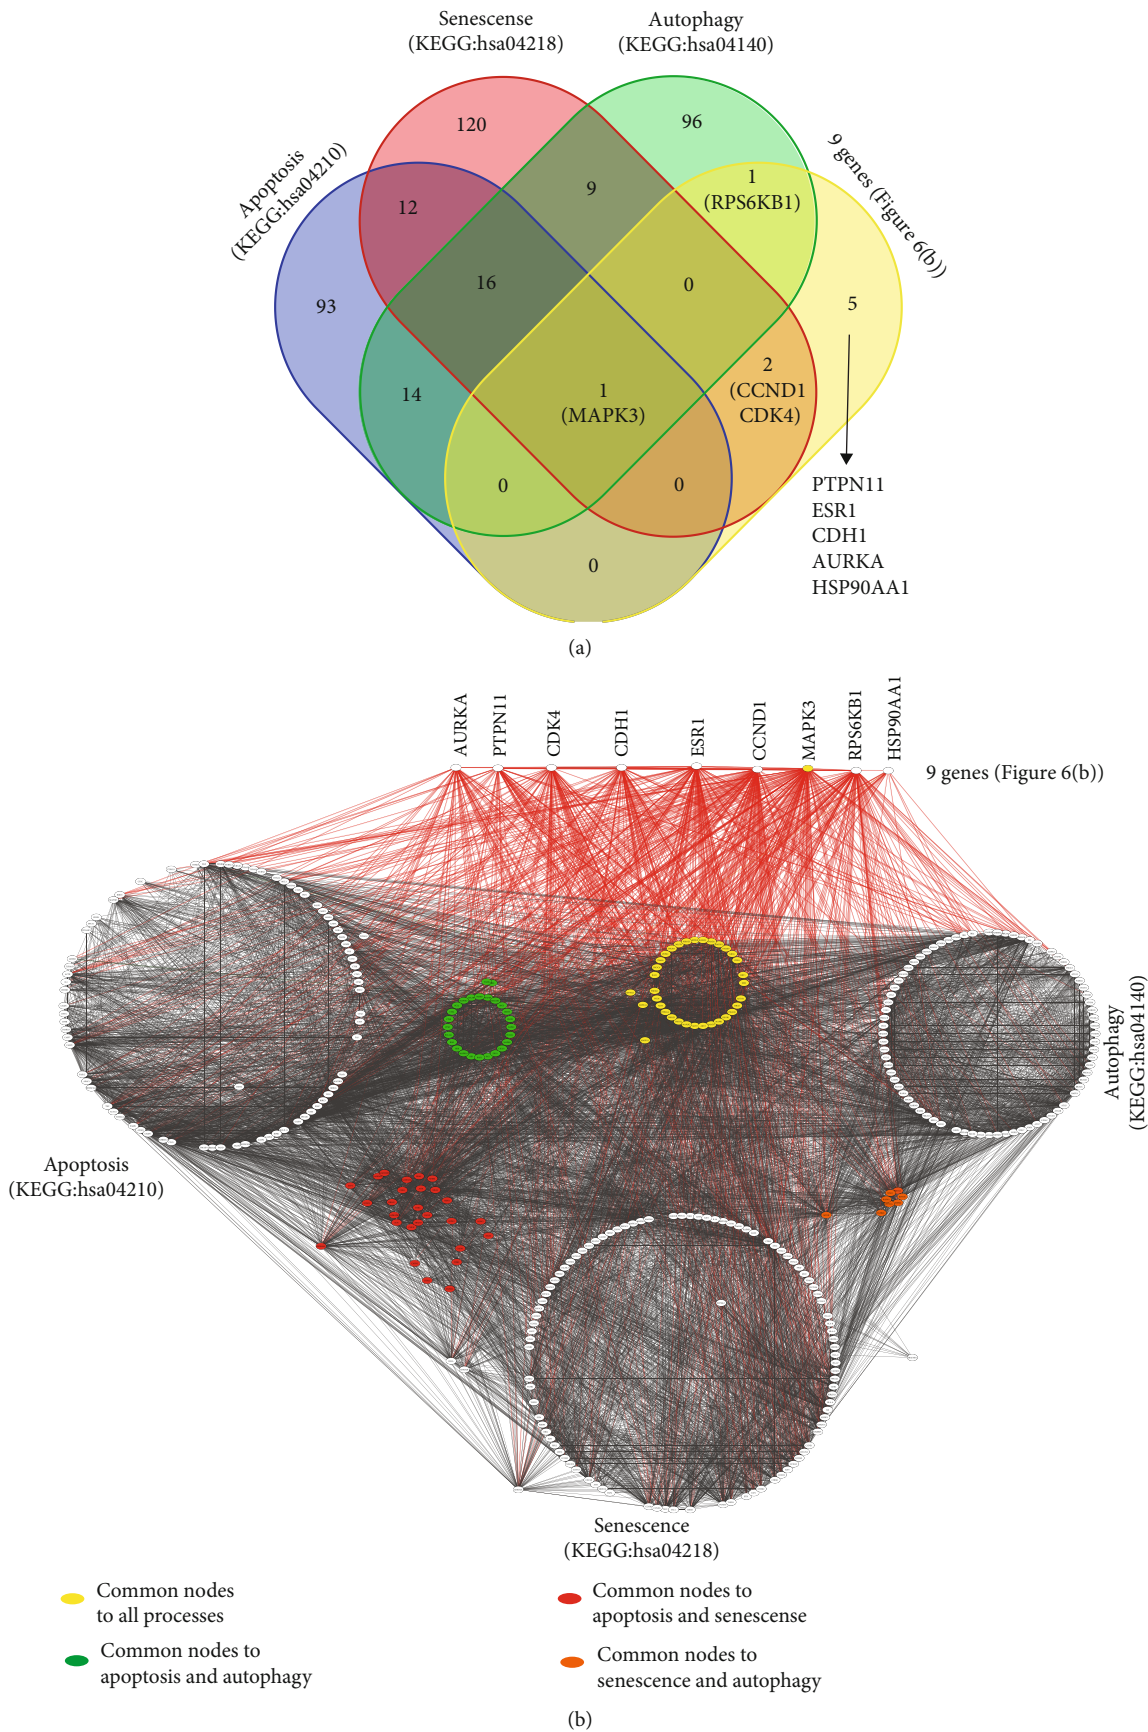 Senescense
(KEGG:hsa04218)
Autophagy
(KEGG:hsa04140)
Apoptosis
(KEGG:hsa04210)
9 genes (Figure 6(b))
120
96
12
9
1
(RPS6KB1)
93
16
0
5
14
1
(MAPK3)
2
(CCND1
CDK4)
0
0
0
PTPN11
ESR1
CDH1
AURKA
HSP90AA1
(a)
AURKA
PTPN11
CDK4
CDH1
ESR1
CCND1
MAPK3
RPS6KB1
HSP90AA1
9 genes (Figure 6(b))
Autophagy
(KEGG:hsa04140)
Apoptosis
(KEGG:hsa04210)
Senescence
(KEGG:hsa04218)
Common nodes
to all processes
Common nodes to
apoptosis and autophagy
Common nodes to
apoptosis and senescense
Common nodes to
senescence and autophagy
(b)